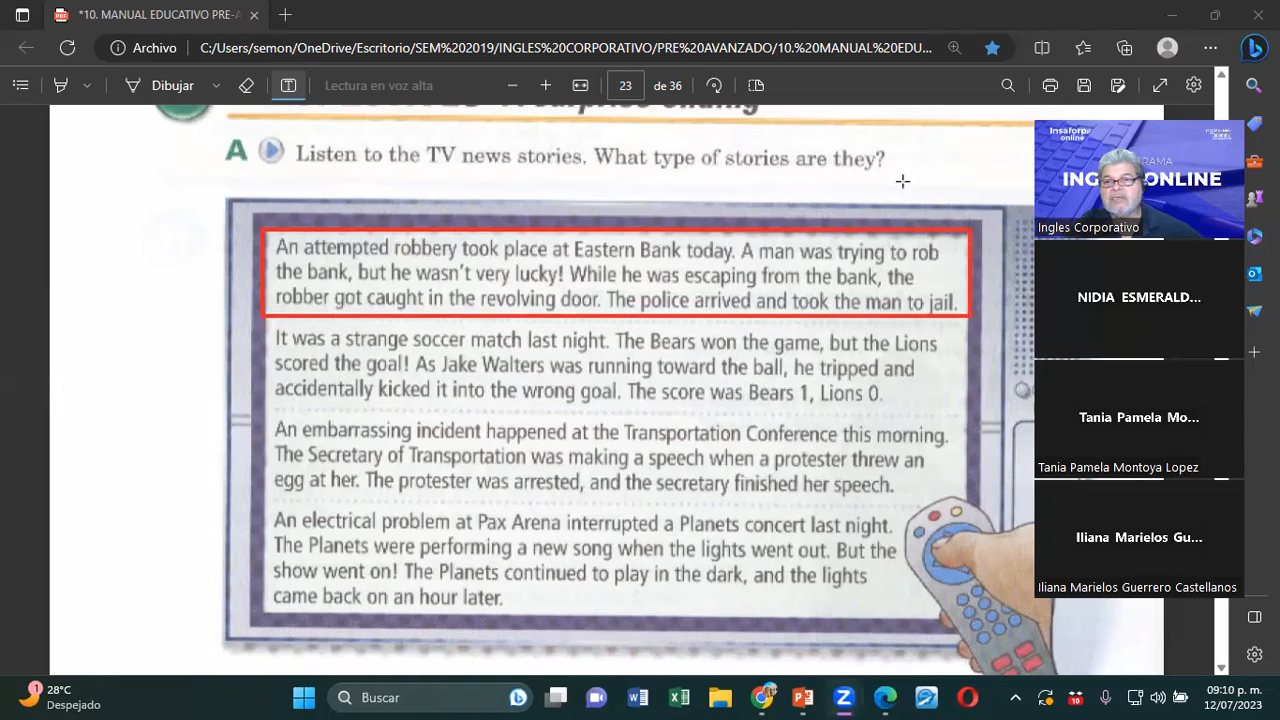 *10. MANUAL EDUCATIVO PRE-A
Archivo
C:/Users/semon/OneDrive/Escritorio/SEM%202019/INGLES%20CORPORATIVO/PRE%20AVANZADO/10.%20MANUAL%20EDU...
Dibujar
Lectura en voz alta
23
de 36
A
Listen to the TV news stories. What type of stories are they?
An attempted robbery took place at Eastern Bank today. A man was trying to rob
the bank, but he wasn't very lucky! While he was escaping from the bank, the
robber got caught in the revolving door. The police arrived and took the man to jail.
It was a strange soccer match last night. The Bears won the game, but the Lions
scored the goal! As Jake Walters was running toward the ball, he tripped and
accidentally kicked it into the wrong goal. The score was Bears 1, Lions 0.
An embarrassing incident happened at the Transportation Conference this morning.
The Secretary of Transportation was making a speech when a protester threw an
egg at her. The protester was arrested, and the secretary finished her speech.
An electrical problem at Pax Arena interrupted a Planets concert last night.
The Planets were performing a new song when the lights went out. But the
show went on! The Planets continued to play in the dark, and the lights
came back on an hour later.
Insaforp
online
INGLES ONLINE
Ingles Corporativo
NIDIA ESMERALD...
Tania Pamela Mo...
Tania Pamela Montoya Lopez
Iliana Marielos Gu...
Iliana Marielos Guerrero Castellanos
1
28°C
Despejado
Buscar
10
09:10 p. m.
12/07/2023